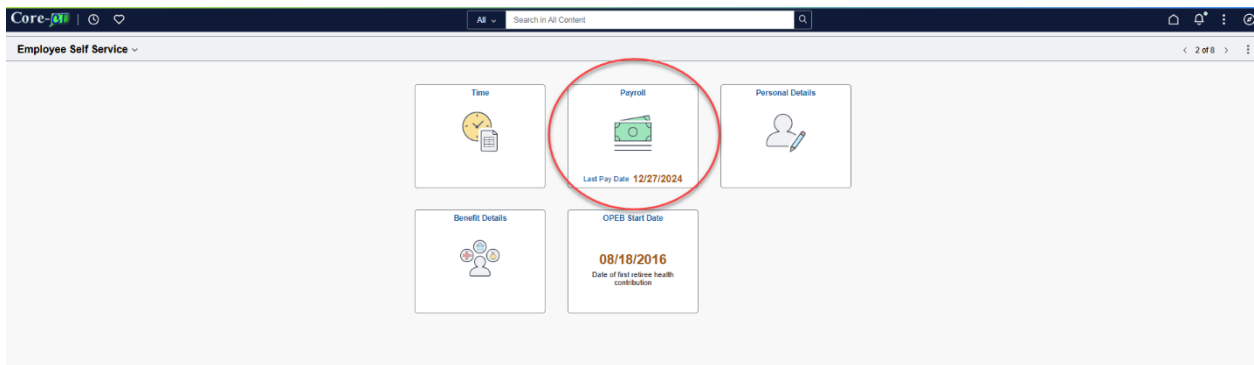 Core-CT
All
Search in All Content
Employee Self Service
2 of 8
Time
Payroll
Personal Details
Last Pay Date 12/27/2024
Benefit Details
OPEB Start Date
08/18/2016
Date of first retiree health
contribution